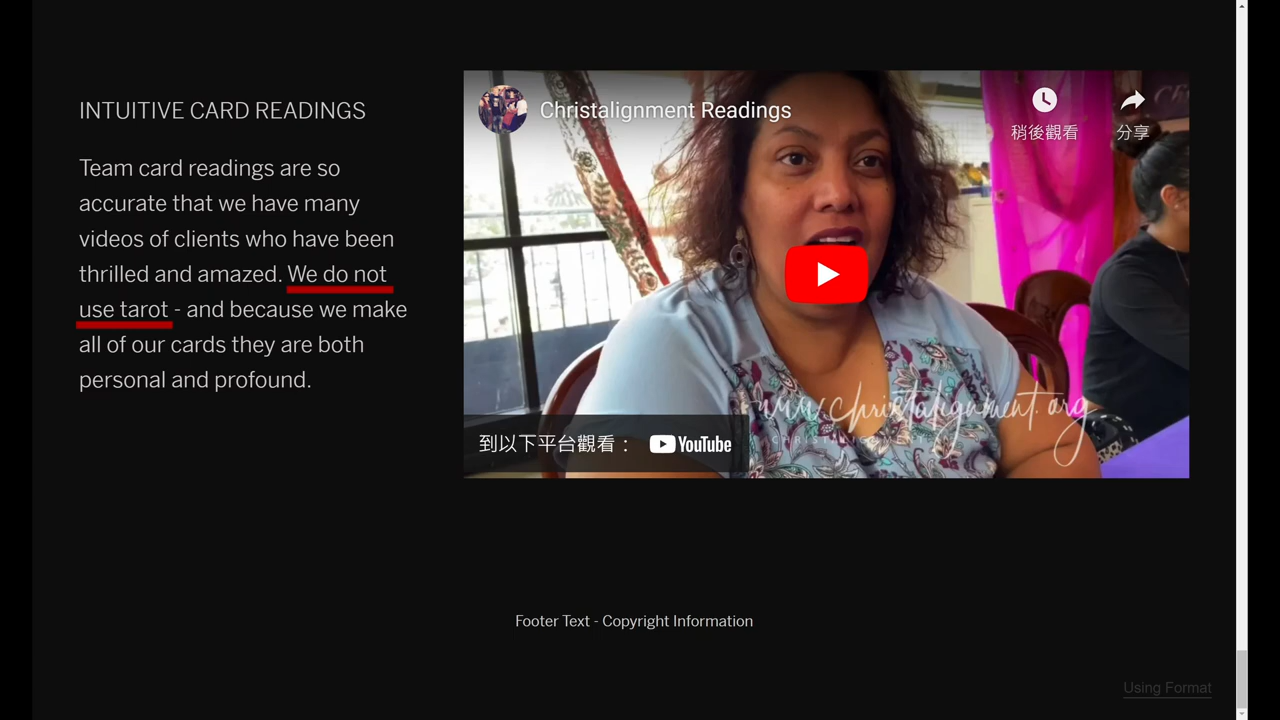 INTUITIVE CARD READINGS
Team card readings are so
accurate that we have many
videos of clients who have been
thrilled and amazed. We do not
use tarot - and because we make
all of our cards they are both
personal and profound.
Christalignment Readings
稍後觀看
分享
www.christalignment.org
CHRISTALIGNMENT
到以下平台觀看：
YouTube
Footer Text - Copyright Information
Using Format